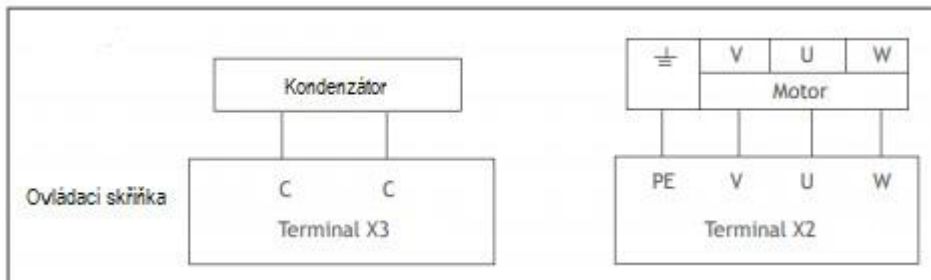 Kondenzátor
Ovládací skříňka
C C
Terminal X3
V U W
Motor
PE V U W
Terminal X2